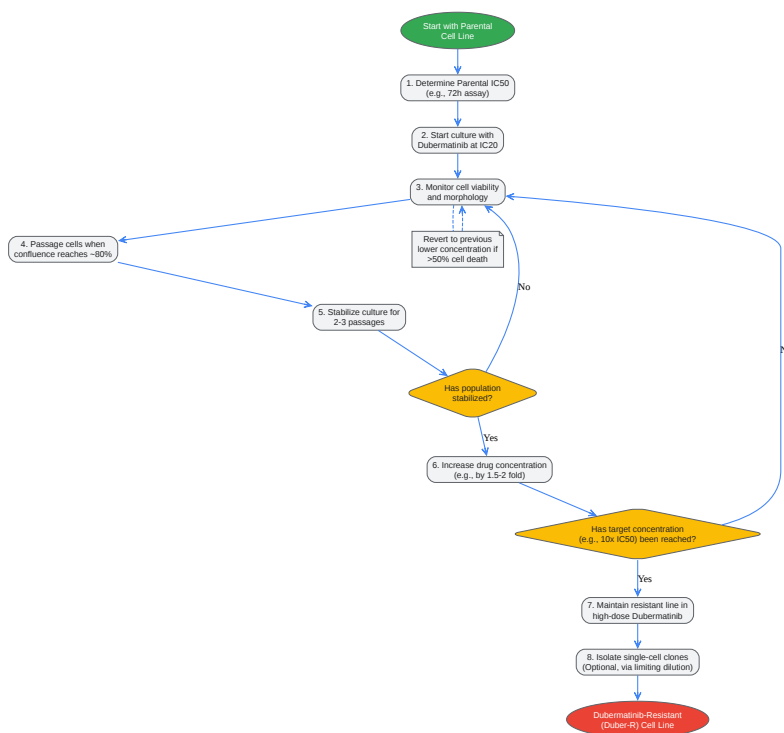 Start with Parental
Cell Line
1. Determine Parental IC50
(e.g., 72h assay)
2. Start culture with
Dubermatinib at IC20
3. Monitor cell viability
and morphology
4. Passage cells when
confluence reaches ~80%
Revert to previous
lower concentration if
>50% cell death
No
5. Stabilize culture for
2-3 passages
Has population
stabilized?
Yes
6. Increase drug concentration
(e.g., by 1.5-2 fold)
Has target concentration
(e.g., 10x IC50) been reached?
Yes
7. Maintain resistant line in
high-dose Dubermatinib
8. Isolate single-cell clones
(Optional, via limiting dilution)
Dubermatinib-Resistant
(Duber-R) Cell Line